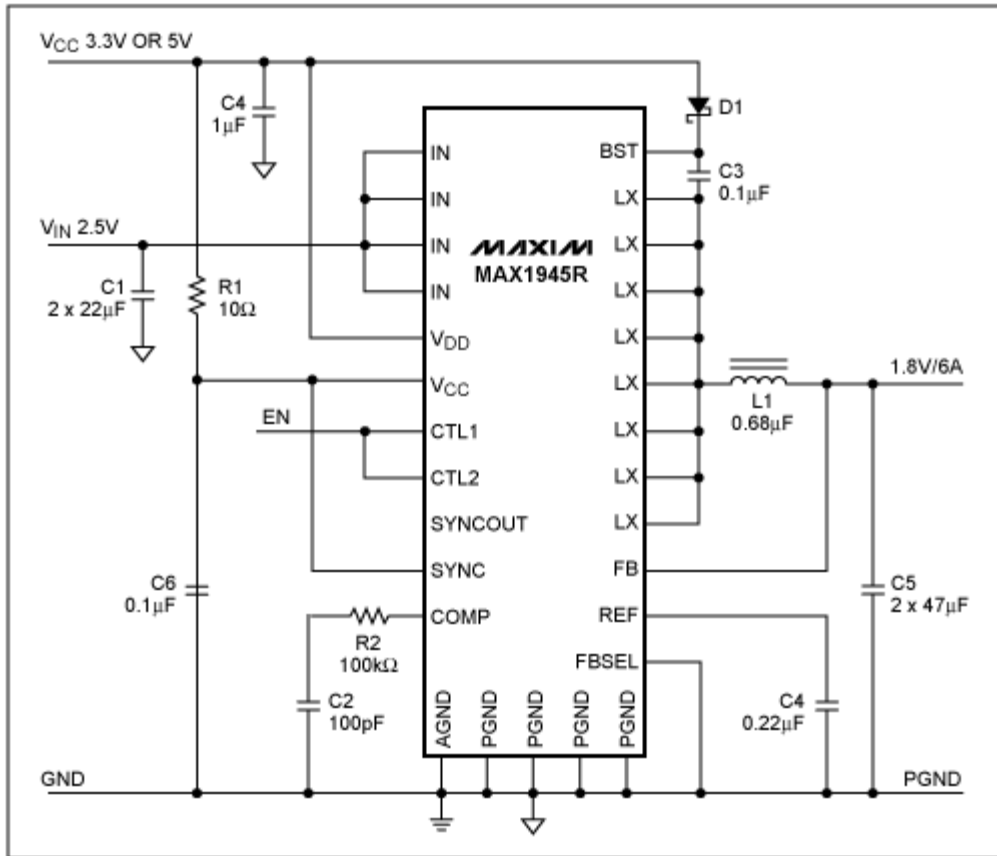 VCC 3.3V OR 5V
C4
1µF
D1
BST
C3
0.1µF
IN
IN
LX
VIN 2.5V
IN
LX
MAXIM
MAX1945R
C1
2 x 22µF
R1
10Ω
IN
LX
VDD
LX
VCC
LX
1.8V/6A
L1
0.68µF
EN
CTL1
LX
CTL2
LX
SYNCOUT
LX
C6
0.1µF
SYNC
FB
C5
2 x 47µF
COMP
REF
R2
100kΩ
FBSEL
C2
100pF
C4
0.22µF
AGND
PGND
PGND
PGND
PGND
GND
PGND